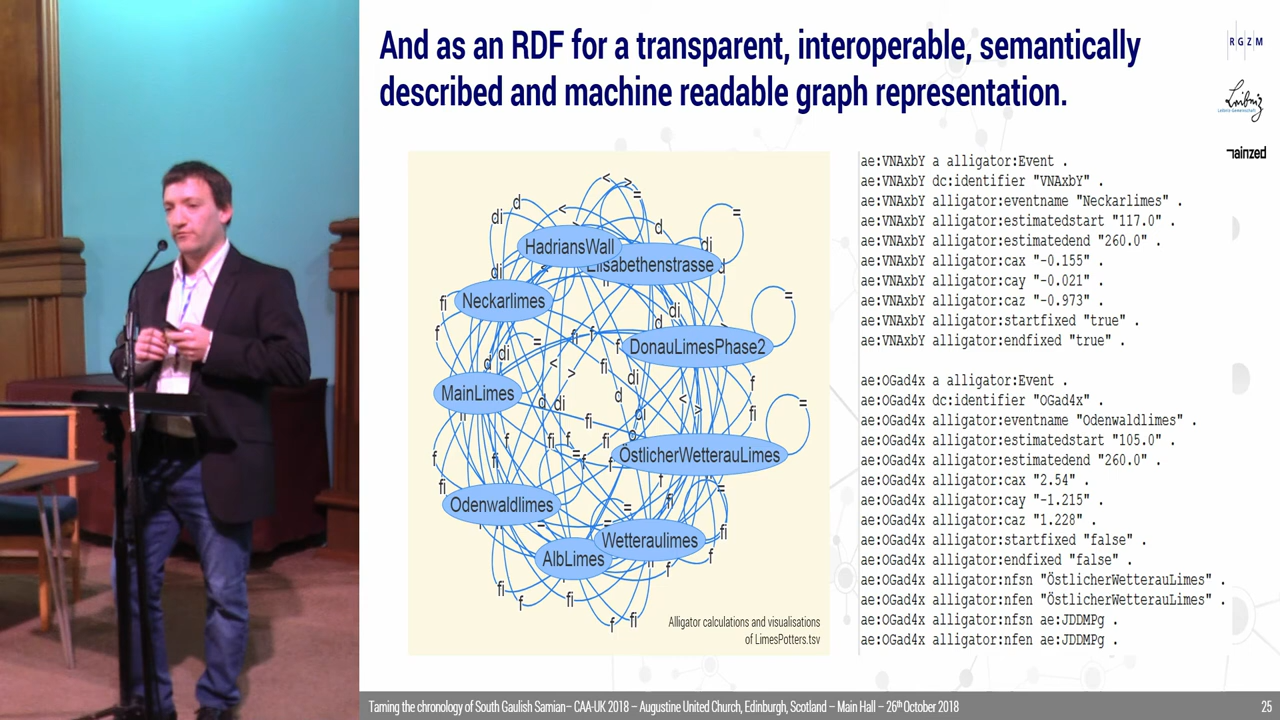 And as an RDF for a transparent, interoperable, semantically
described and machine readable graph representation.
RGZM
Leibniz
mainzed
HadriansWall
Elisabethenstrasse
Neckarlimes
DonauLimesPhase2
MainLimes
ÖstlicherWetterauLimes
Odenwaldlimes
Wetteraulimes
AlbLimes
Alligator calculations and visualisations
of LimesPotters.tsv
ae:VNAxbY a alligator:Event .
ae:VNAxbY dc:identifier "VNAxbY" .
ae:VNAxbY alligator:eventname "Neckarlimes" .
ae:VNAxbY alligator:estimatedstart "117.0" .
ae:VNAxbY alligator:estimatedend "260.0" .
ae:VNAxbY alligator:cax "-0.155" .
ae:VNAxbY alligator:cay "-0.021" .
ae:VNAxbY alligator:caz "-0.973" .
ae:VNAxbY alligator:startfixed "true" .
ae:VNAxbY alligator:endfixed "true" .
ae:OGad4x a alligator:Event .
ae:OGad4x dc:identifier "OGad4x" .
ae:OGad4x alligator:eventname "Odenwaldlimes" .
ae:OGad4x alligator:estimatedstart "105.0" .
ae:OGad4x alligator:estimatedend "260.0" .
ae:OGad4x alligator:cax "2.54" .
ae:OGad4x alligator:cay "-1.215" .
ae:OGad4x alligator:caz "1.228" .
ae:OGad4x alligator:startfixed "false" .
ae:OGad4x alligator:endfixed "false" .
ae:OGad4x alligator:nfsn "ÖstlicherWetterauLimes" .
ae:OGad4x alligator:nfen "ÖstlicherWetterauLimes" .
ae:OGad4x alligator:nfsn ae:JDDMPg .
ae:OGad4x alligator:nfen ae:JDDMPg .
Taming the chronology of South Gaulish Samian– CAA-UK 2018 – Augustine United Church, Edinburgh, Scotland – Main Hall – 26th October 2018
25